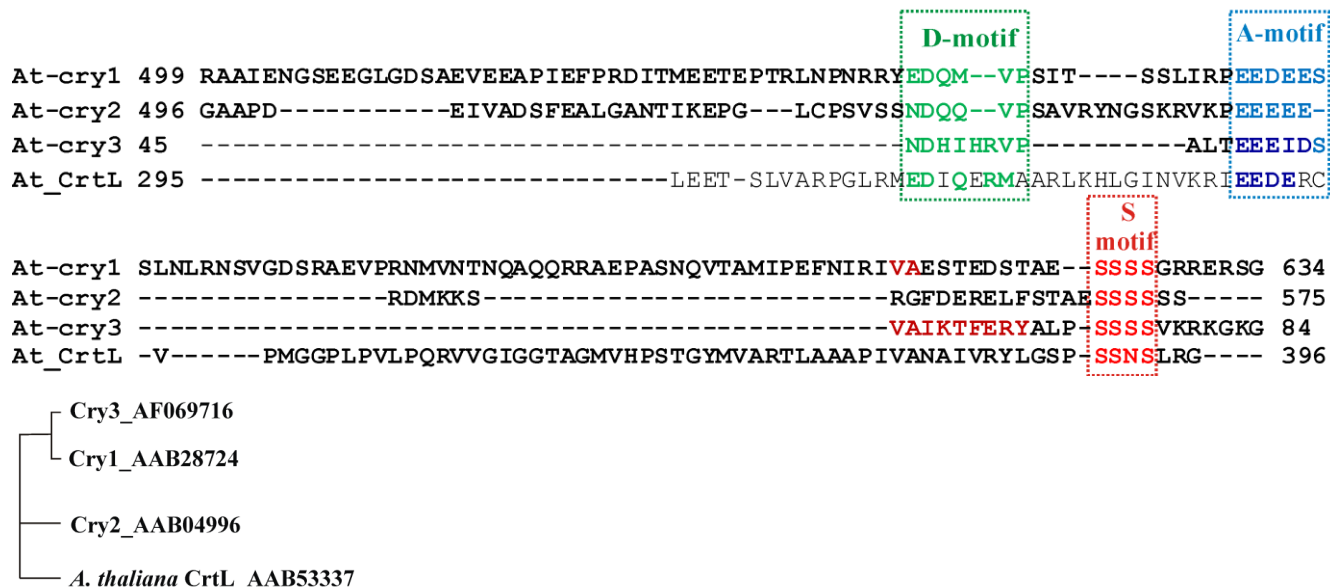 D-motif A-motif
At-cry1 499 RAAIENGSEEGLGDSAEVEEAPIEFPRDITMEETEPTRLNPNRRYEDQM--VPSIT----SSLIRPEEDEES
At-cry2 496 GAAPD-----------EIVADSFEALGANTIKEPG---LCPSVSSNDQQ--VPSAVRYNGSKRVKPEEEEE-
At-cry3 45 ---------------------------------------------NDHIHRVP----------ALTEEEIDS
At_CrtL 295 ------------------------------LEET-SLVARPGLRMEDIQERMAARLKHLGINVKRIEEDERC
S
motif
At-cry1 SLNLRNSVGDSRAEVPRNMVNTNQAQQRRAEPASNQVTAMIPEFNIRIVAESTEDSTAE--SSSSGRRERSG 634
At-cry2 ----------------RDMKKS--------------------------RGFDERELFSTAESSSSSS----- 575
At-cry3 ------------------------------------------------VAIKTFERYALP-SSSSVKRKGKG 84
At_CrtL -V------PMGGPLPVLPQRVVGIGGTAGMVHPSTGYMVARTLAAAPIVANAIVRYLGSP-SSNSLRG---- 396
Cry3_AF069716
Cry1_AAB28724
Cry2_AAB04996
A. thaliana CrtL_AAB53337